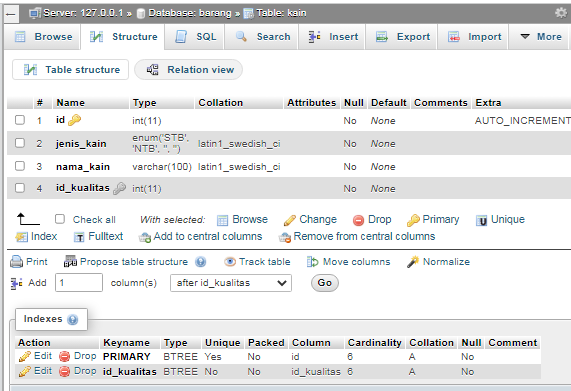 Server: 127.0.0.1 » Database: barang » Table: kain
Browse Structure SQL Search Insert Export Import More
Table structure Relation view
# Name Type Collation Attributes Null Default Comments Extra
1 id int(11) No None AUTO_INCREMENT
2 jenis_kain enum('STB', 'NTB', '', '') latin1_swedish_ci No None
3 nama_kain varchar(100) latin1_swedish_ci No None
4 id_kualitas int(11) No None
Check all With selected: Browse Change Drop Primary Unique
Index Fulltext Add to central columns Remove from central columns
Print Propose table structure Track table Move columns Normalize
Add 1 column(s) after id_kualitas Go
Indexes
Action Keyname Type Unique Packed Column Cardinality Collation Null Comment
Edit Drop PRIMARY BTREE Yes No id 6 A No
Edit Drop id_kualitas BTREE No No id_kualitas 6 A No